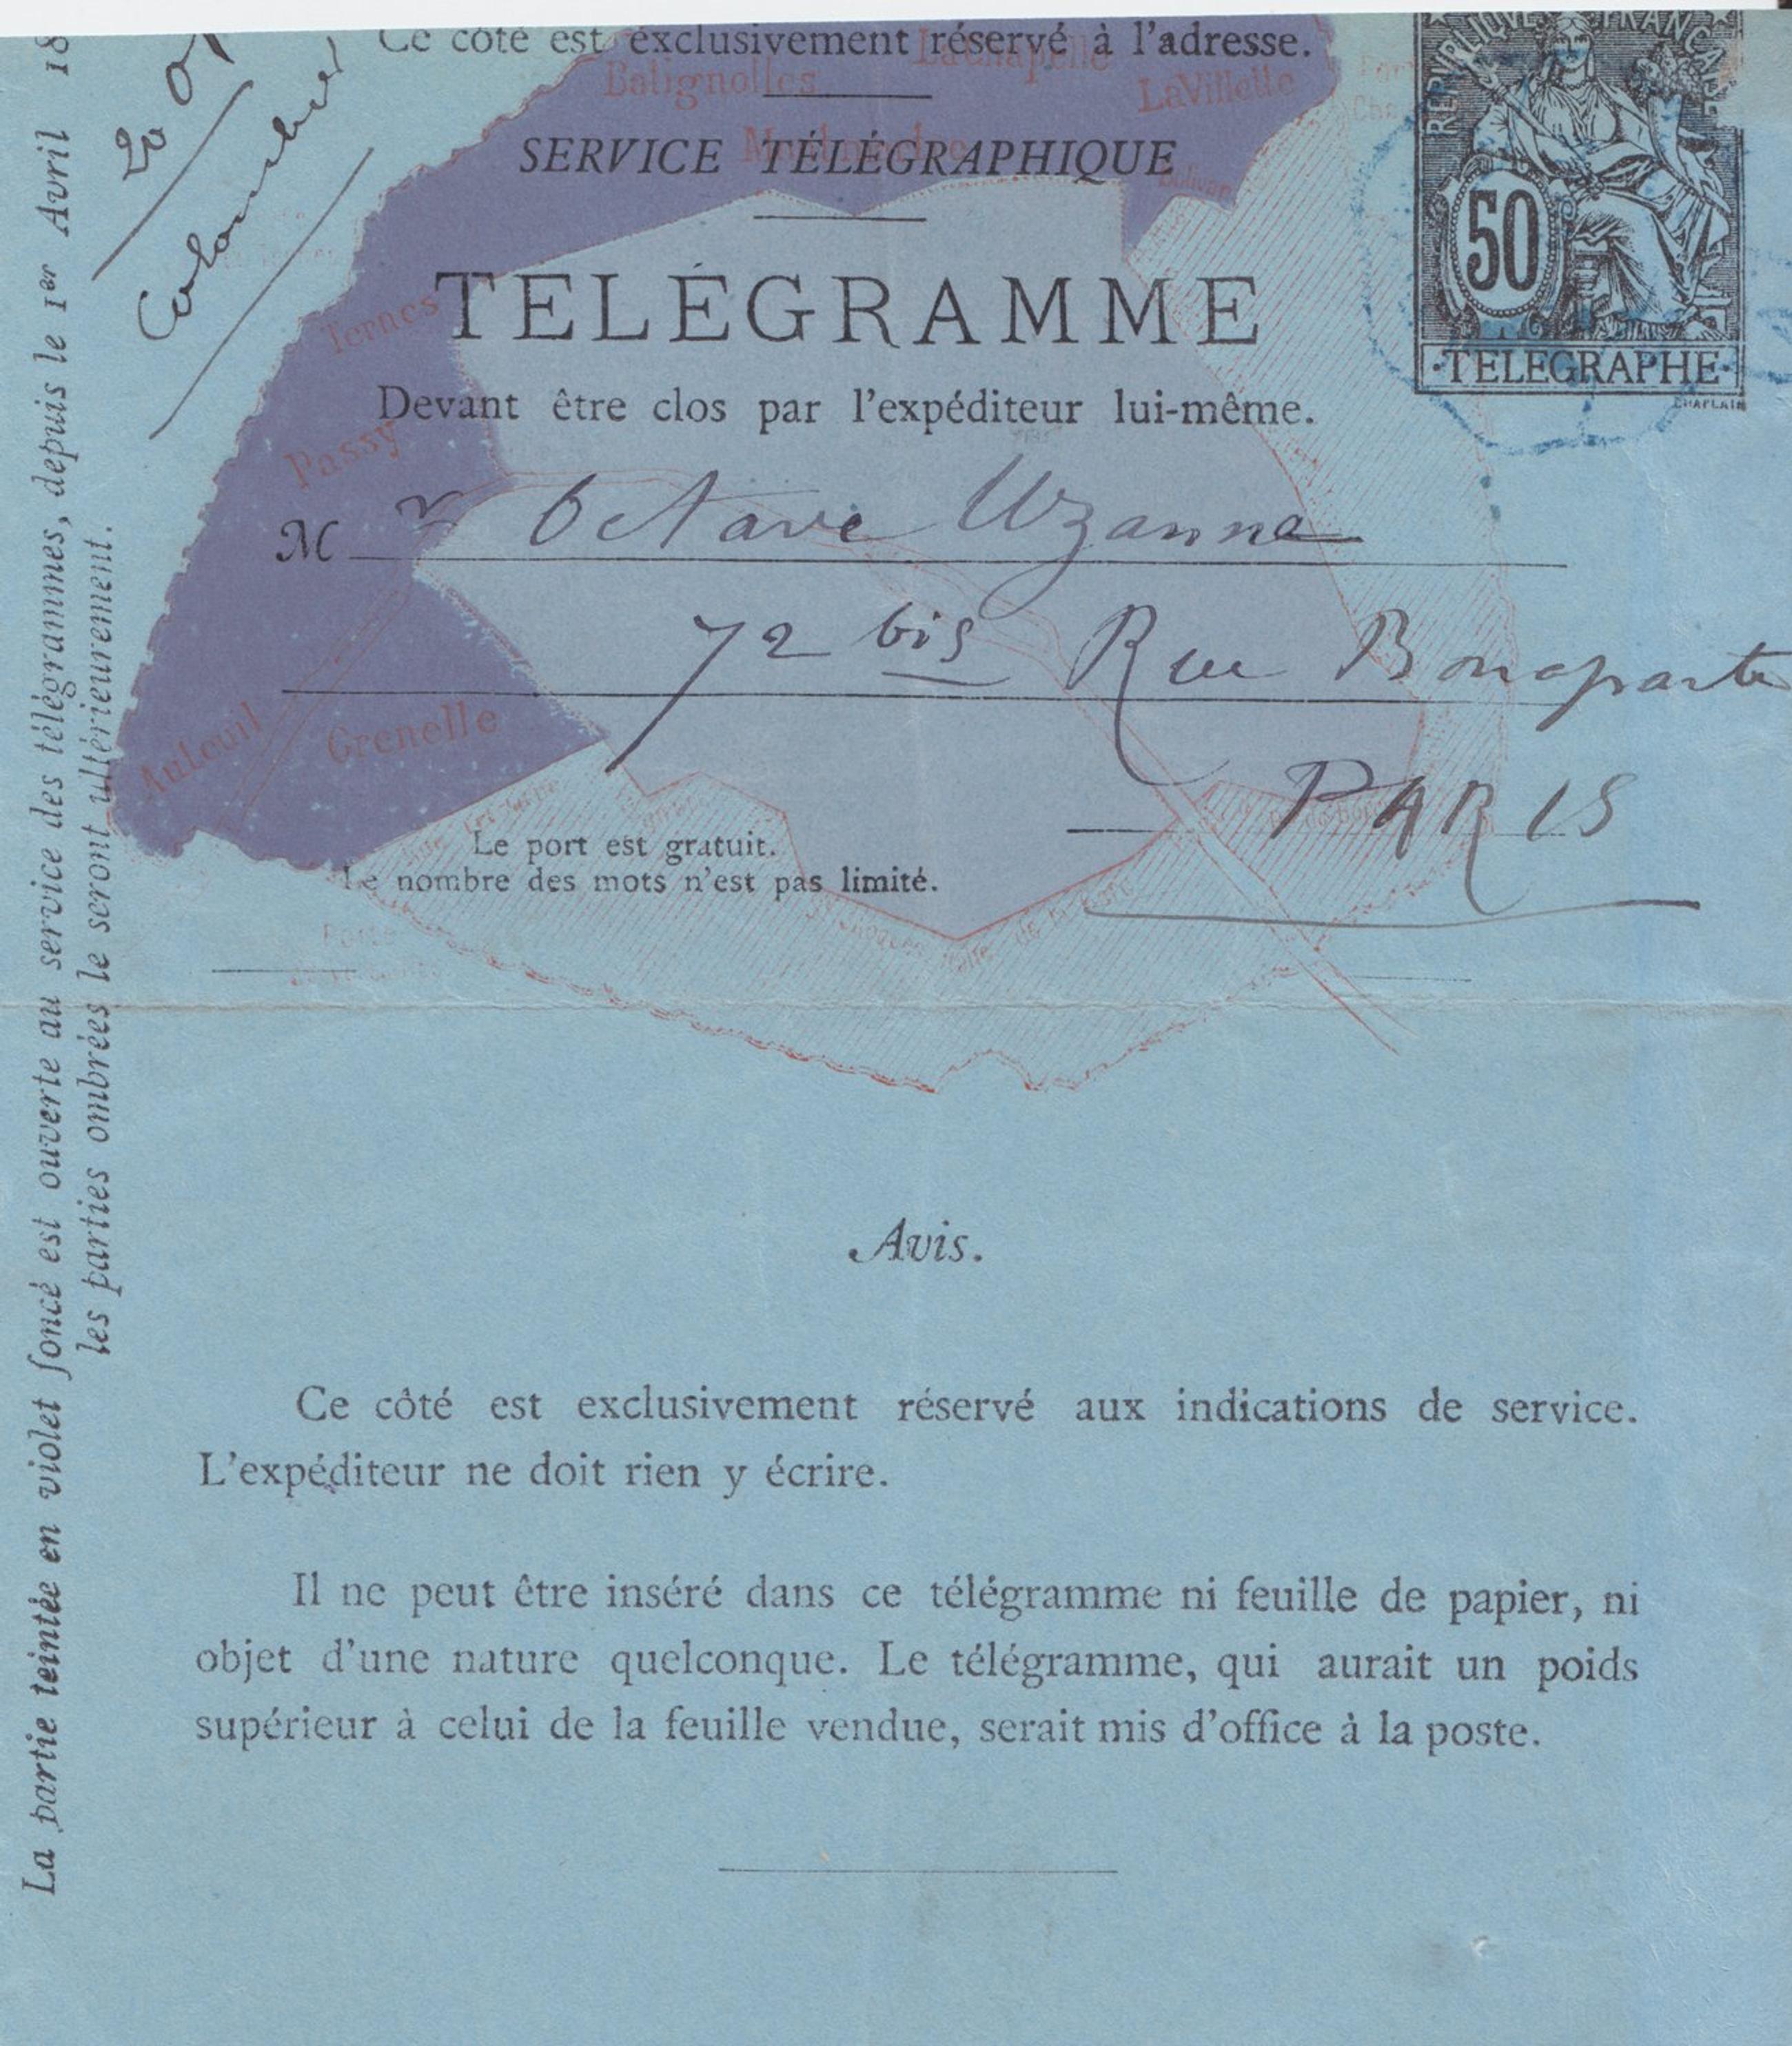 Ce côté est exclusivement réservé à l'adresse.
SERVICE TÉLÉGRAPHIQUE
TÉLÉGRAMME
Devant être clos par l'expéditeur lui-même.
REPUBLIQUE FRANCAISE
50
TELEGRAPHE
CHAPLAIN
Mr Octave Uzanne
72 bis Rue Bonaparte
PARIS
Le port est gratuit.
Le nombre des mots n'est pas limité.
Batignolles
La Chapelle
La Villette
Ternes
Passy
Auteuil
Grenelle
La partie teintée en violet foncé est ouverte au service des télégrammes, depuis le 1er Avril 18
les parties ombrées le seront ultérieurement.
Avis.
Ce côté est exclusivement réservé aux indications de service.
L'expéditeur ne doit rien y écrire.
Il ne peut être inséré dans ce télégramme ni feuille de papier, ni
objet d'une nature quelconque. Le télégramme, qui aurait un poids
supérieur à celui de la feuille vendue, serait mis d'office à la poste.